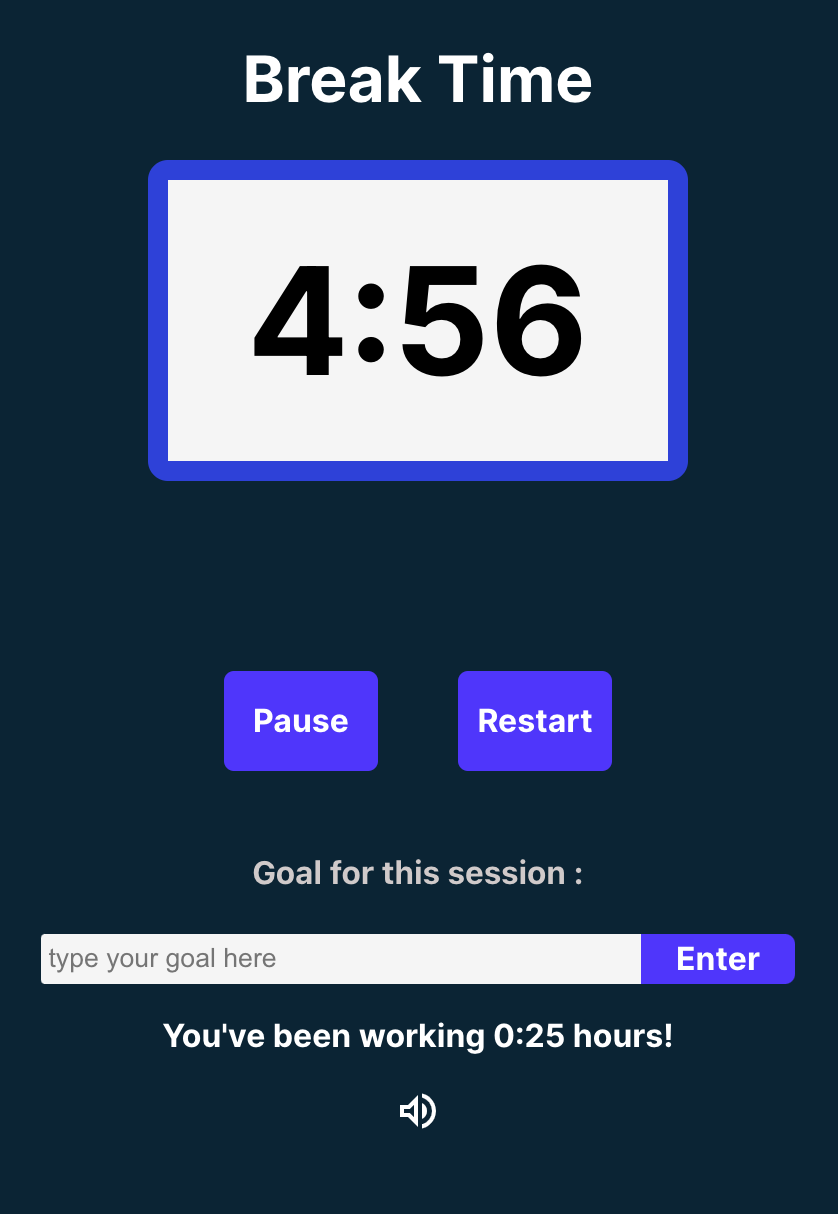 Break Time
4:56
Pause Restart
Goal for this session :
type your goal here Enter
You've been working 0:25 hours!